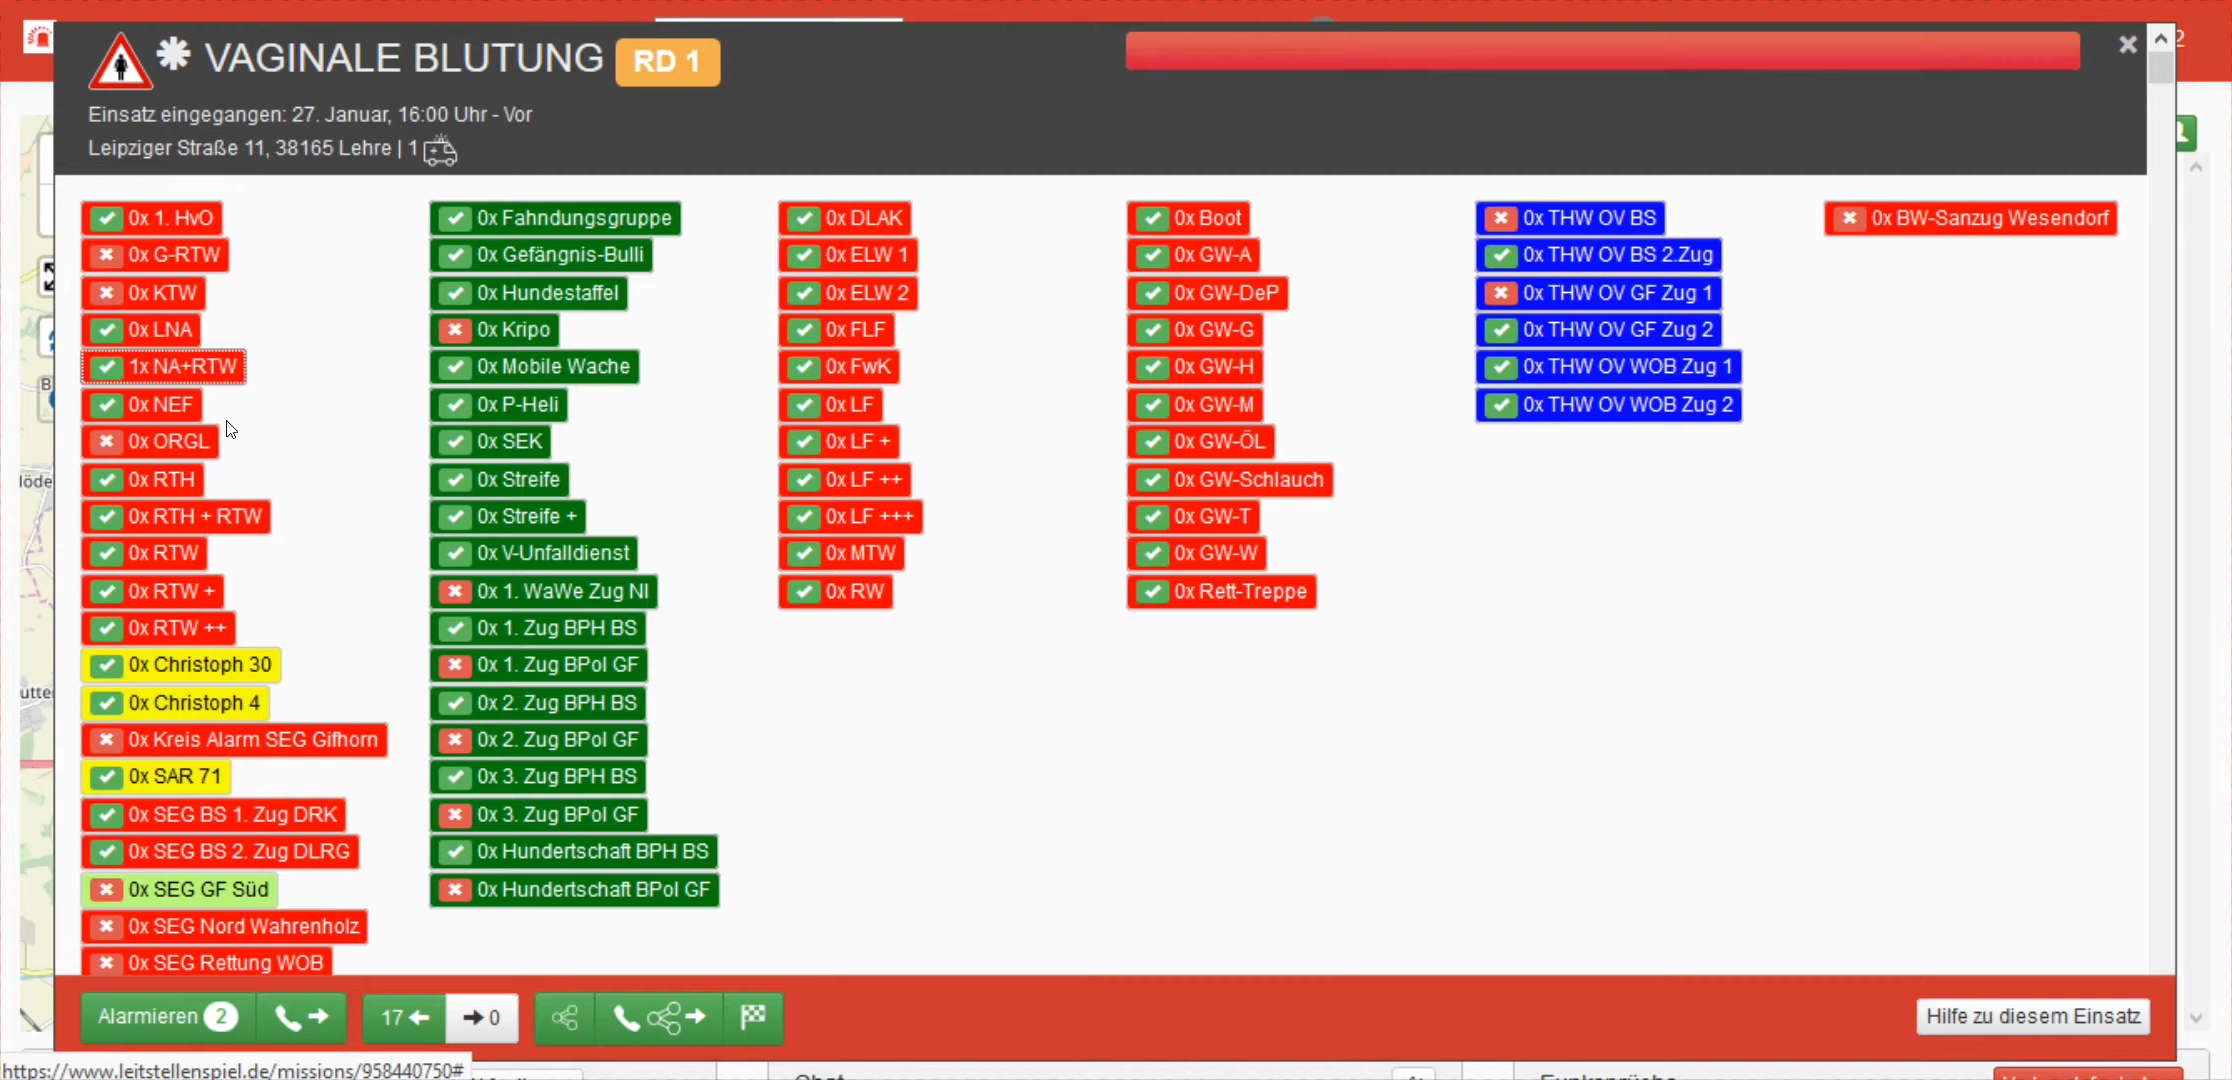 VAGINALE BLUTUNG RD 1
Einsatz eingegangen: 27. Januar, 16:00 Uhr - Vor
Leipziger Straße 11, 38165 Lehre | 1
0x 1. HvO
0x G-RTW
0x KTW
0x LNA
1x NA+RTW
0x NEF
0x ORGL
0x RTH
0x RTH + RTW
0x RTW
0x RTW +
0x RTW ++
0x Christoph 30
0x Christoph 4
0x Kreis Alarm SEG Gifhorn
0x SAR 71
0x SEG BS 1. Zug DRK
0x SEG BS 2. Zug DLRG
0x SEG GF Süd
0x SEG Nord Wahrenholz
0x SEG Rettung WOB
0x Fahndungsgruppe
0x Gefängnis-Bulli
0x Hundestaffel
0x Kripo
0x Mobile Wache
0x P-Heli
0x SEK
0x Streife
0x Streife +
0x V-Unfalldienst
0x 1. WaWe Zug NI
0x 1. Zug BPH BS
0x 1. Zug BPol GF
0x 2. Zug BPH BS
0x 2. Zug BPol GF
0x 3. Zug BPH BS
0x 3. Zug BPol GF
0x Hundertschaft BPH BS
0x Hundertschaft BPol GF
0x DLAK
0x ELW 1
0x ELW 2
0x FLF
0x FwK
0x LF
0x LF +
0x LF ++
0x LF +++
0x MTW
0x RW
0x Boot
0x GW-A
0x GW-DeP
0x GW-G
0x GW-H
0x GW-M
0x GW-ÖL
0x GW-Schlauch
0x GW-T
0x GW-W
0x Rett-Treppe
0x THW OV BS
0x THW OV BS 2.Zug
0x THW OV GF Zug 1
0x THW OV GF Zug 2
0x THW OV WOB Zug 1
0x THW OV WOB Zug 2
0x BW-Sanzug Wesendorf
Alarmieren 2
17
0
Hilfe zu diesem Einsatz
https://www.leitstellenspiel.de/missions/958440750#